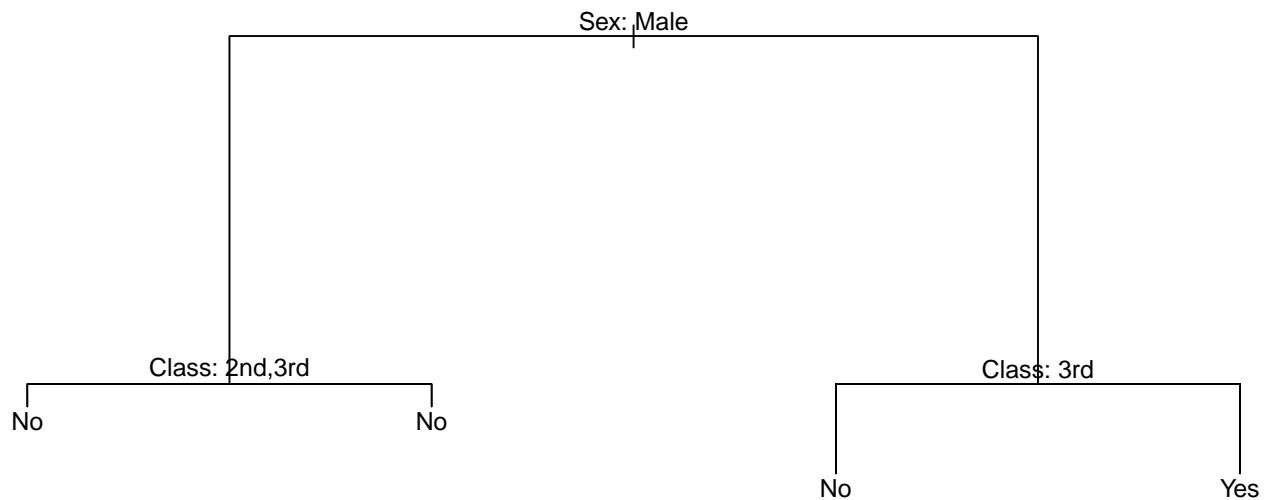 Sex: Male
Class: 2nd,3rd
Class: 3rd
No
No
No
Yes